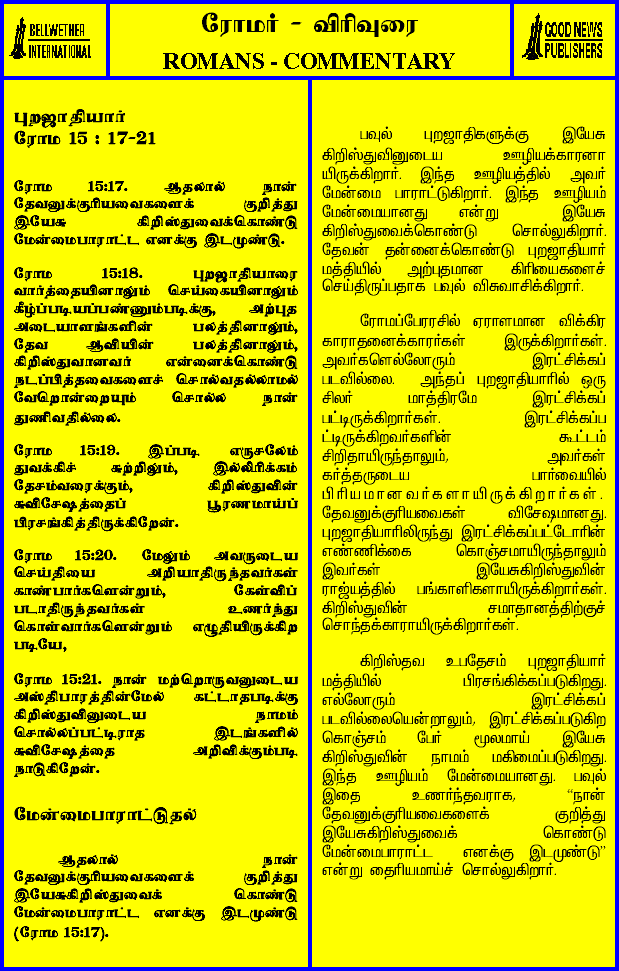 BELLWETHER
INTERNATIONAL
ரோமர் - விரிவுரை
ROMANS - COMMENTARY
GOOD NEWS
PUBLISHERS
புறஜாதியார்
ரோம 15 : 17-21
ரோம 15:17. ஆதலால் நான்
தேவனுக்குரியவைகளைக் குறித்து
இயேசு கிறிஸ்துவைக்கொண்டு
மேன்மைபாராட்ட எனக்கு இடமுண்டு.
ரோம 15:18. புறஜாதியாரை
வார்த்தையினாலும் செய்கையினாலும்
கீழ்ப்படியப்பண்ணும்படிக்கு, அற்புத
அடையாளங்களின் பலத்தினாலும்,
தேவ ஆவியின் பலத்தினாலும்,
கிறிஸ்துவானவர் என்னைக்கொண்டு
நடப்பித்தவைகளைச் சொல்வதல்லாமல்
வேறொன்றையும் சொல்ல நான்
துணிவதில்லை.
ரோம 15:19. இப்படி எருசலேம்
துவக்கிச் சுற்றிலும், இல்லிரிக்கம்
தேசம்வரைக்கும், கிறிஸ்துவின்
சுவிசேஷத்தைப் பூரணமாய்ப்
பிரசங்கித்திருக்கிறேன்.
ரோம 15:20. மேலும் அவருடைய
செய்தியை அறியாதிருந்தவர்கள்
காண்பார்களென்றும், கேள்விப்
படாதிருந்தவர்கள் உணர்ந்து
கொள்வார்களென்றும் எழுதியிருக்கிற
படியே,
ரோம 15:21. நான் மற்றொருவனுடைய
அஸ்திபாரத்தின்மேல் கட்டாதபடிக்கு
கிறிஸ்துவினுடைய நாமம்
சொல்லப்பட்டிராத இடங்களில்
சுவிசேஷத்தை அறிவிக்கும்படி
நாடுகிறேன்.
மேன்மைபாராட்டுதல்
ஆதலால் நான்
தேவனுக்குரியவைகளைக் குறித்து
இயேசுகிறிஸ்துவைக் கொண்டு
மேன்மைபாராட்ட எனக்கு இடமுண்டு
(ரோம 15:17).
பவுல் புறஜாதிகளுக்கு இயேசு
கிறிஸ்துவினுடைய ஊழியக்காரனா
யிருக்கிறார். இந்த ஊழியத்தில் அவர்
மேன்மை பாராட்டுகிறார். இந்த ஊழியம்
மேன்மையானது என்று இயேசு
கிறிஸ்துவைக்கொண்டு சொல்லுகிறார்.
தேவன் தன்னைக்கொண்டு புறஜாதியார்
மத்தியில் அற்புதமான கிரியைகளைச்
செய்திருப்பதாக பவுல் விசுவாசிக்கிறார்.
ரோமப்பேரரசில் ஏராளமான விக்கிர
காராதனைக்காரர்கள் இருக்கிறார்கள்.
அவர்களெல்லோரும் இரட்சிக்கப்
படவில்லை. அந்தப் புறஜாதியாரில் ஒரு
சிலர் மாத்திரமே இரட்சிக்கப்
பட்டிருக்கிறார்கள். இரட்சிக்கப்ப
ட்டிருக்கிறவர்களின் கூட்டம்
சிறிதாயிருந்தாலும், அவர்கள்
கர்த்தருடைய பார்வையில்
பிரியமானவர்களாயிருக்கிறார்கள்.
தேவனுக்குரியவைகள் விசேஷமானது.
புறஜாதியாரிலிருந்து இரட்சிக்கப்பட்டோரின்
எண்ணிக்கை கொஞ்சமாயிருந்தாலும்
இவர்கள் இயேசுகிறிஸ்துவின்
ராஜ்யத்தில் பங்காளிகளாயிருக்கிறார்கள்.
கிறிஸ்துவின் சமாதானத்திற்குச்
சொந்தக்காராயிருக்கிறார்கள்.
கிறிஸ்தவ உபதேசம் புறஜாதியார்
மத்தியில் பிரசங்கிக்கப்படுகிறது.
எல்லோரும் இரட்சிக்கப்
படவில்லையென்றாலும், இரட்சிக்கப்படுகிற
கொஞ்சம் பேர் மூலமாய் இயேசு
கிறிஸ்துவின் நாமம் மகிமைப்படுகிறது.
இந்த ஊழியம் மேன்மையானது. பவுல்
இதை உணர்ந்தவராக, “நான்
தேவனுக்குரியவைகளைக் குறித்து
இயேசுகிறிஸ்துவைக் கொண்டு
மேன்மைபாராட்ட எனக்கு இடமுண்டு”
என்று தைரியமாய்ச் சொல்லுகிறார்.